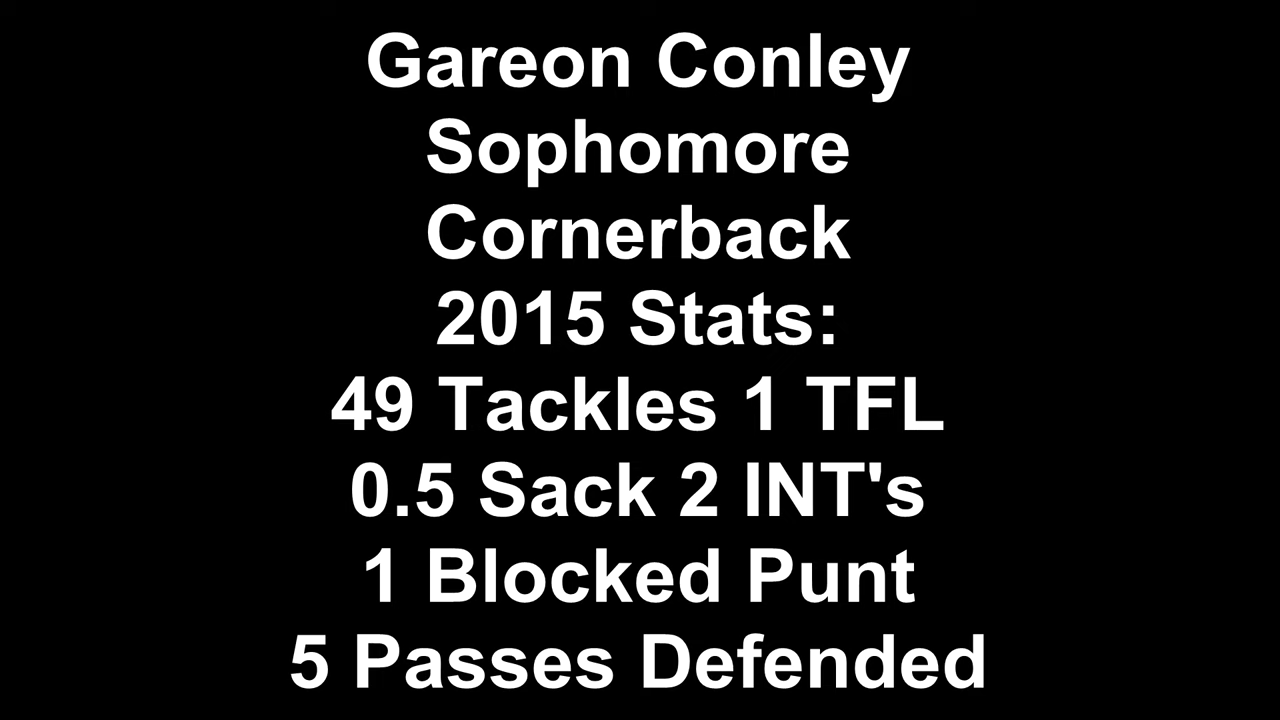 Gareon Conley
Sophomore
Cornerback
2015 Stats:
49 Tackles 1 TFL
0.5 Sack 2 INT's
1 Blocked Punt
5 Passes Defended